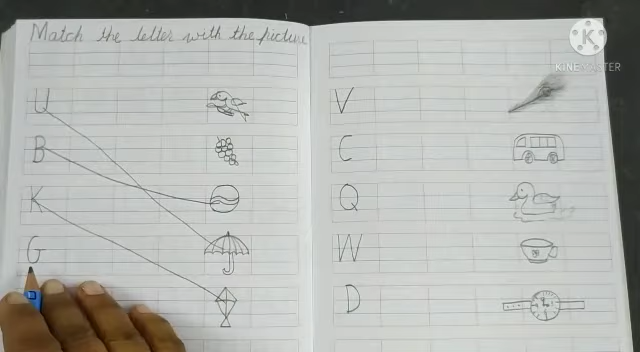 Match the letter with the picture
U
B
K
G
V
C
Q
W
D
K
KINEMASTER